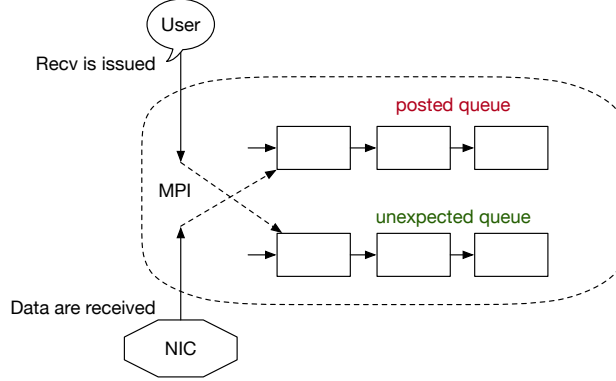 User
Recv is issued
posted queue
MPI
unexpected queue
Data are received
NIC